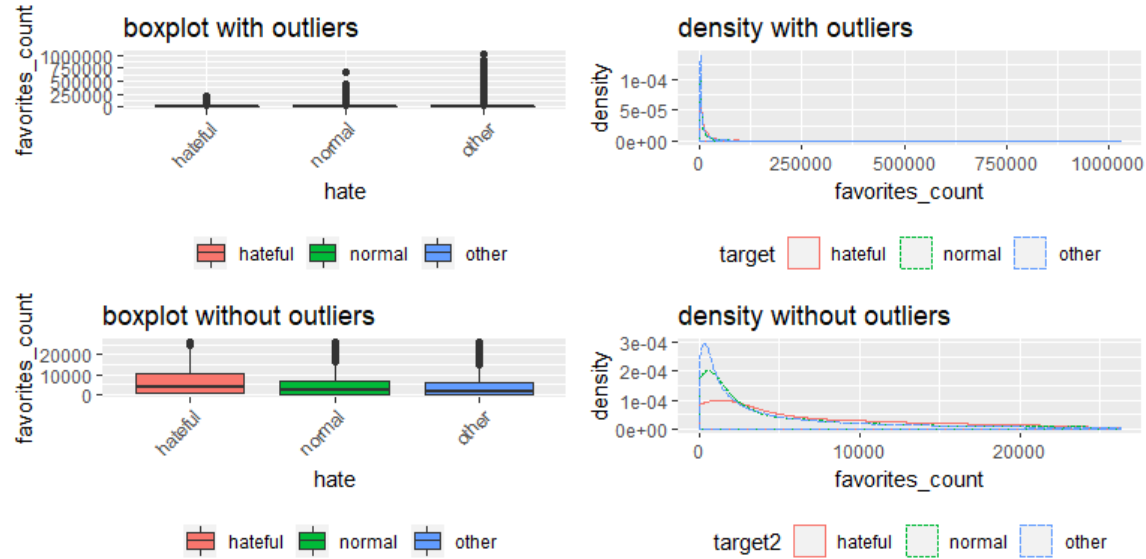 boxplot with outliers
favorites_count
1000000
750000
500000
250000
0
hateful
normal
other
hate
hateful normal other
density with outliers
density
1e-04
5e-05
0e+00
0 250000 500000 750000 1000000
favorites_count
target hateful normal other
boxplot without outliers
favorites_count
20000
10000
0
hateful
normal
other
hate
hateful normal other
density without outliers
density
3e-04
2e-04
1e-04
0e+00
0 10000 20000
favorites_count
target2 hateful normal other